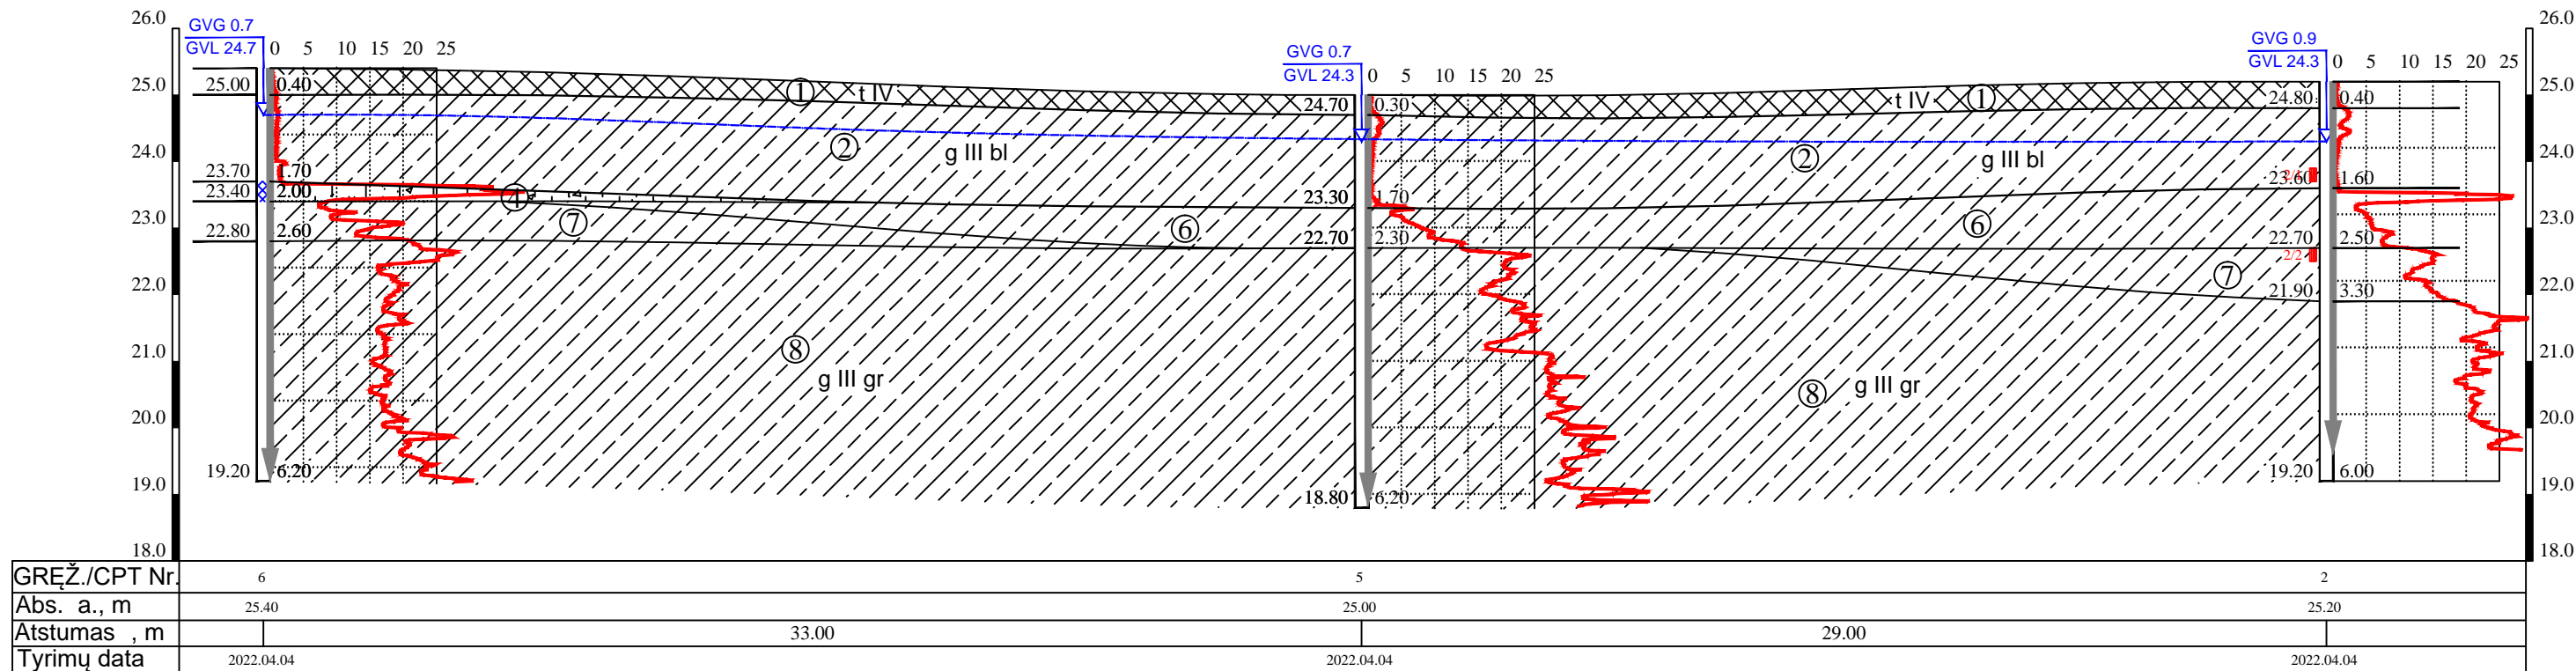 26.0
25.0
24.0
23.0
22.0
21.0
20.0
19.0
18.0
GVG 0.7
GVL 24.7
0 5 10 15 20 25
25.00 0.40
23.70 1.70
23.40 2.00
22.80 2.60
19.20 6.20
1 t IV
2 g III bl
4
7
6
8
g III gr
GVG 0.7
GVL 24.3
0 5 10 15 20 25
24.70 0.30
23.30 1.70
22.70 2.30
18.80 6.20
t IV 1
2 g III bl
6
7
8 g III gr
GVG 0.9
GVL 24.3
0 5 10 15 20 25
24.80 0.40
2/1
23.60 1.60
22.70 2.50
2/2
21.90 3.30
19.20 6.00
26.0
25.0
24.0
23.0
22.0
21.0
20.0
19.0
18.0
GRĘŽ./CPT Nr. 6 5 2
Abs. a., m 25.40 25.00 25.20
Atstumas , m 33.00 29.00
Tyrimų data 2022.04.04 2022.04.04 2022.04.04